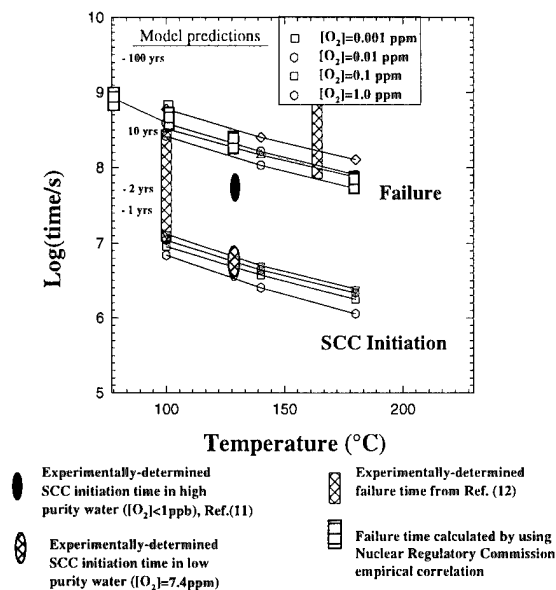 Model predictions
[O2]=0.001 ppm
[O2]=0.01 ppm
[O2]=0.1 ppm
[O2]=1.0 ppm
- 100 yrs
10 yrs
- 2 yrs
- 1 yrs
10
9
8
7
6
5
Log(time/s)
Failure
SCC Initiation
100
150
200
Temperature (°C)
Experimentally-determined
SCC initiation time in high
purity water ([O2]<1ppb), Ref.(11)
Experimentally-determined
SCC initiation time in low
purity water ([O2]=7.4ppm)
Experimentally-determined
failure time from Ref. (12)
Failure time calculated by using
Nuclear Regulatory Commission
empirical correlation